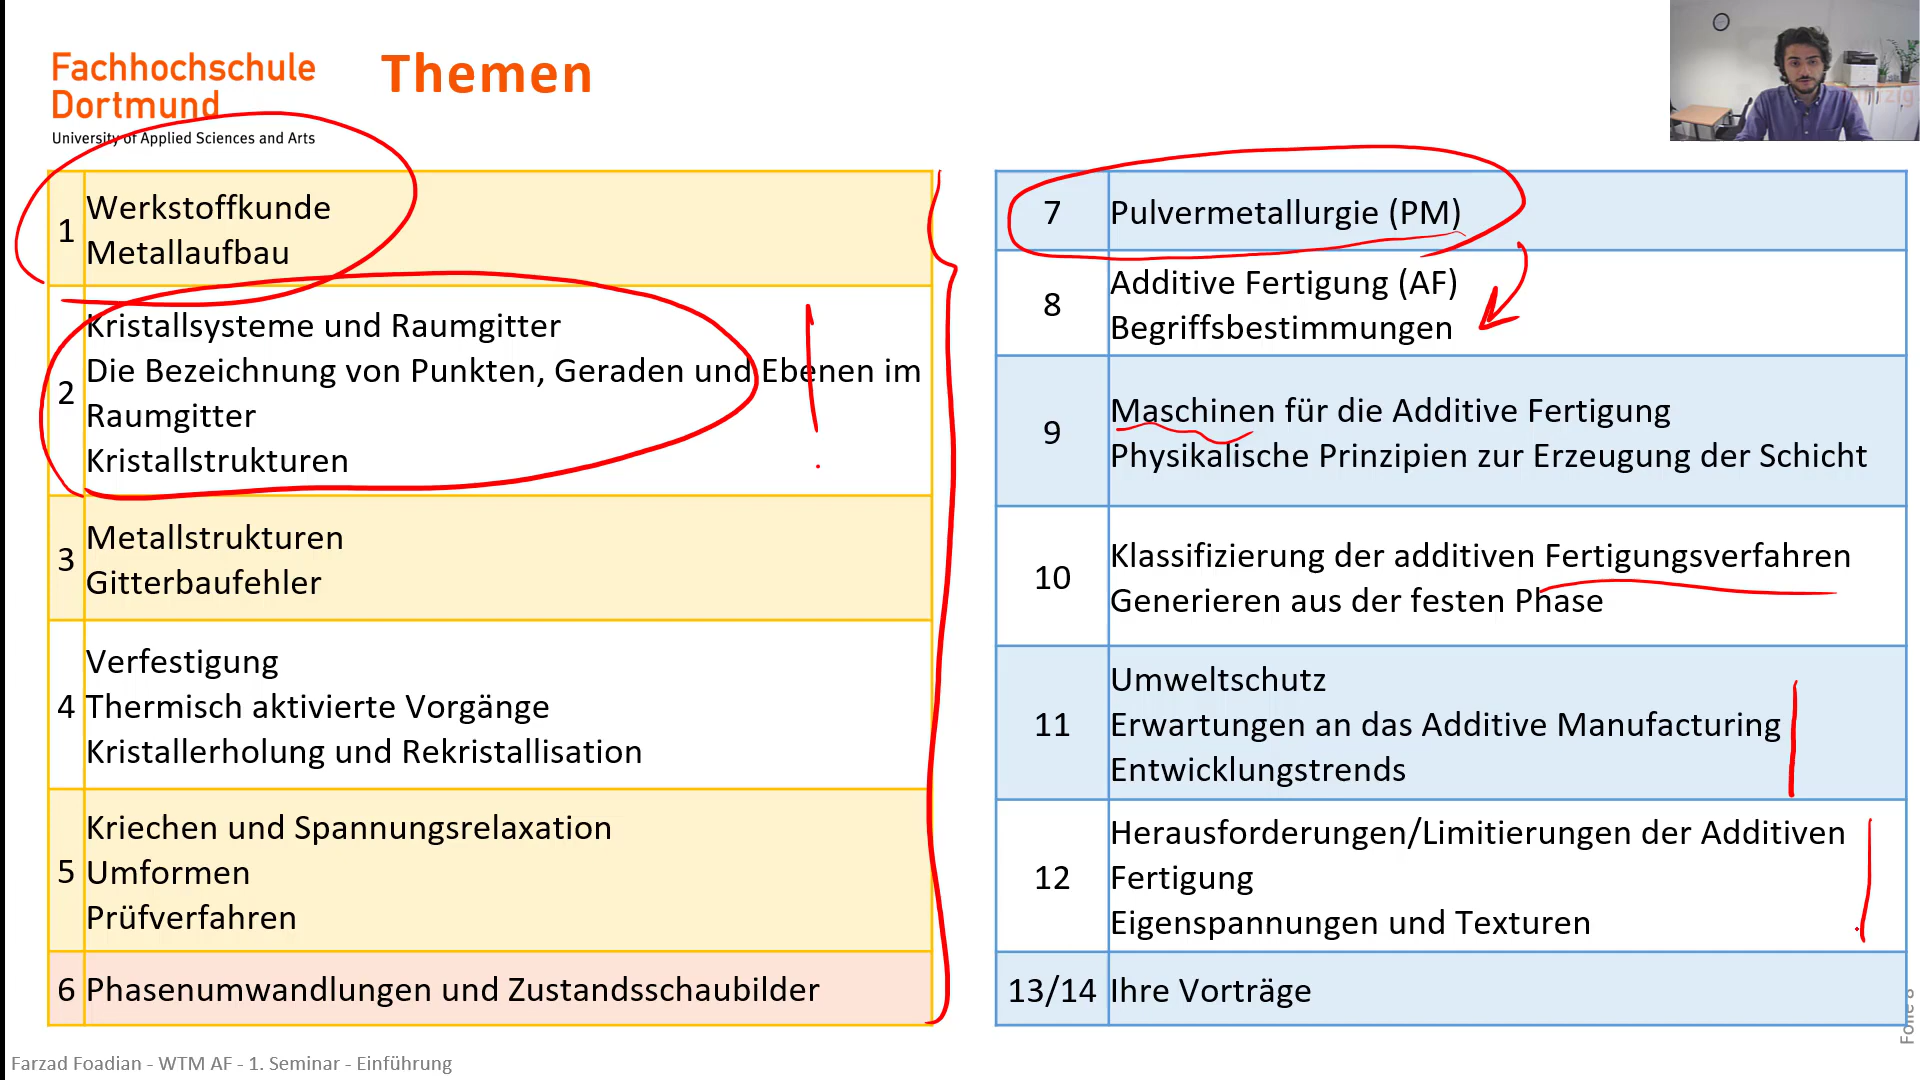 Fachhochschule
Dortmund
University of Applied Sciences and Arts
Themen
1
Werkstoffkunde
Metallaufbau
2
Kristallsysteme und Raumgitter
Die Bezeichnung von Punkten, Geraden und Ebenen im
Raumgitter
Kristallstrukturen
3
Metallstrukturen
Gitterbaufehler
4
Verfestigung
Thermisch aktivierte Vorgänge
Kristallerholung und Rekristallisation
5
Kriechen und Spannungsrelaxation
Umformen
Prüfverfahren
6
Phasenumwandlungen und Zustandsschaubilder
7
Pulvermetallurgie (PM)
8
Additive Fertigung (AF)
Begriffsbestimmungen
9
Maschinen für die Additive Fertigung
Physikalische Prinzipien zur Erzeugung der Schicht
10
Klassifizierung der additiven Fertigungsverfahren
Generieren aus der festen Phase
11
Umweltschutz
Erwartungen an das Additive Manufacturing
Entwicklungstrends
12
Herausforderungen/Limitierungen der Additiven
Fertigung
Eigenspannungen und Texturen
13/14
Ihre Vorträge
Folie 8
Farzad Foadian - WTM AF - 1. Seminar - Einführung